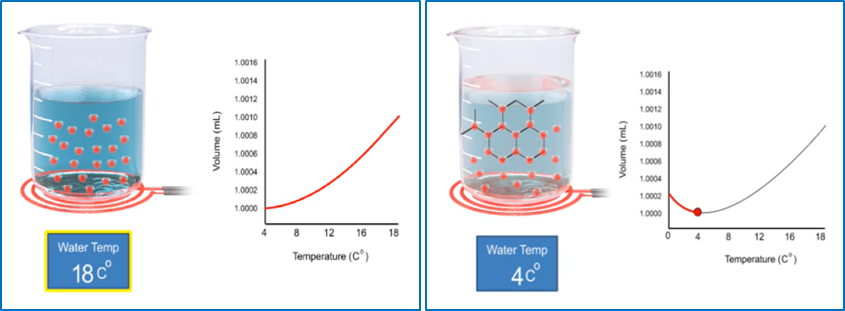 1.0016
1.0014
1.0012
1.0010
1.0008
1.0006
1.0004
1.0002
1.0000
Volume (mL)
4 8 12 16 18
Temperature (C°)
Water Temp
18 C°
1.0016
1.0014
1.0012
1.0010
1.0008
1.0006
1.0004
1.0002
1.0000
Volume (mL)
0 4 8 12 16 18
Temperature (C°)
Water Temp
4 C°